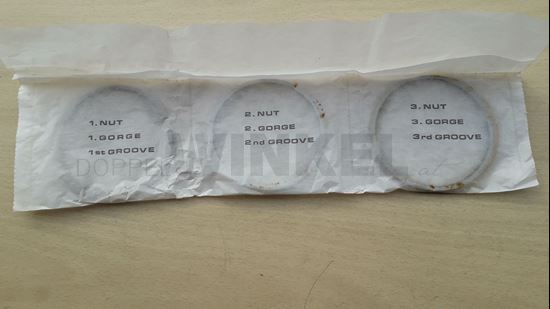 1. NUT
1. GORGE
1st GROOVE
2. NUT
2. GORGE
2nd GROOVE
3. NUT
3. GORGE
3rd GROOVE
WINKEL
.at